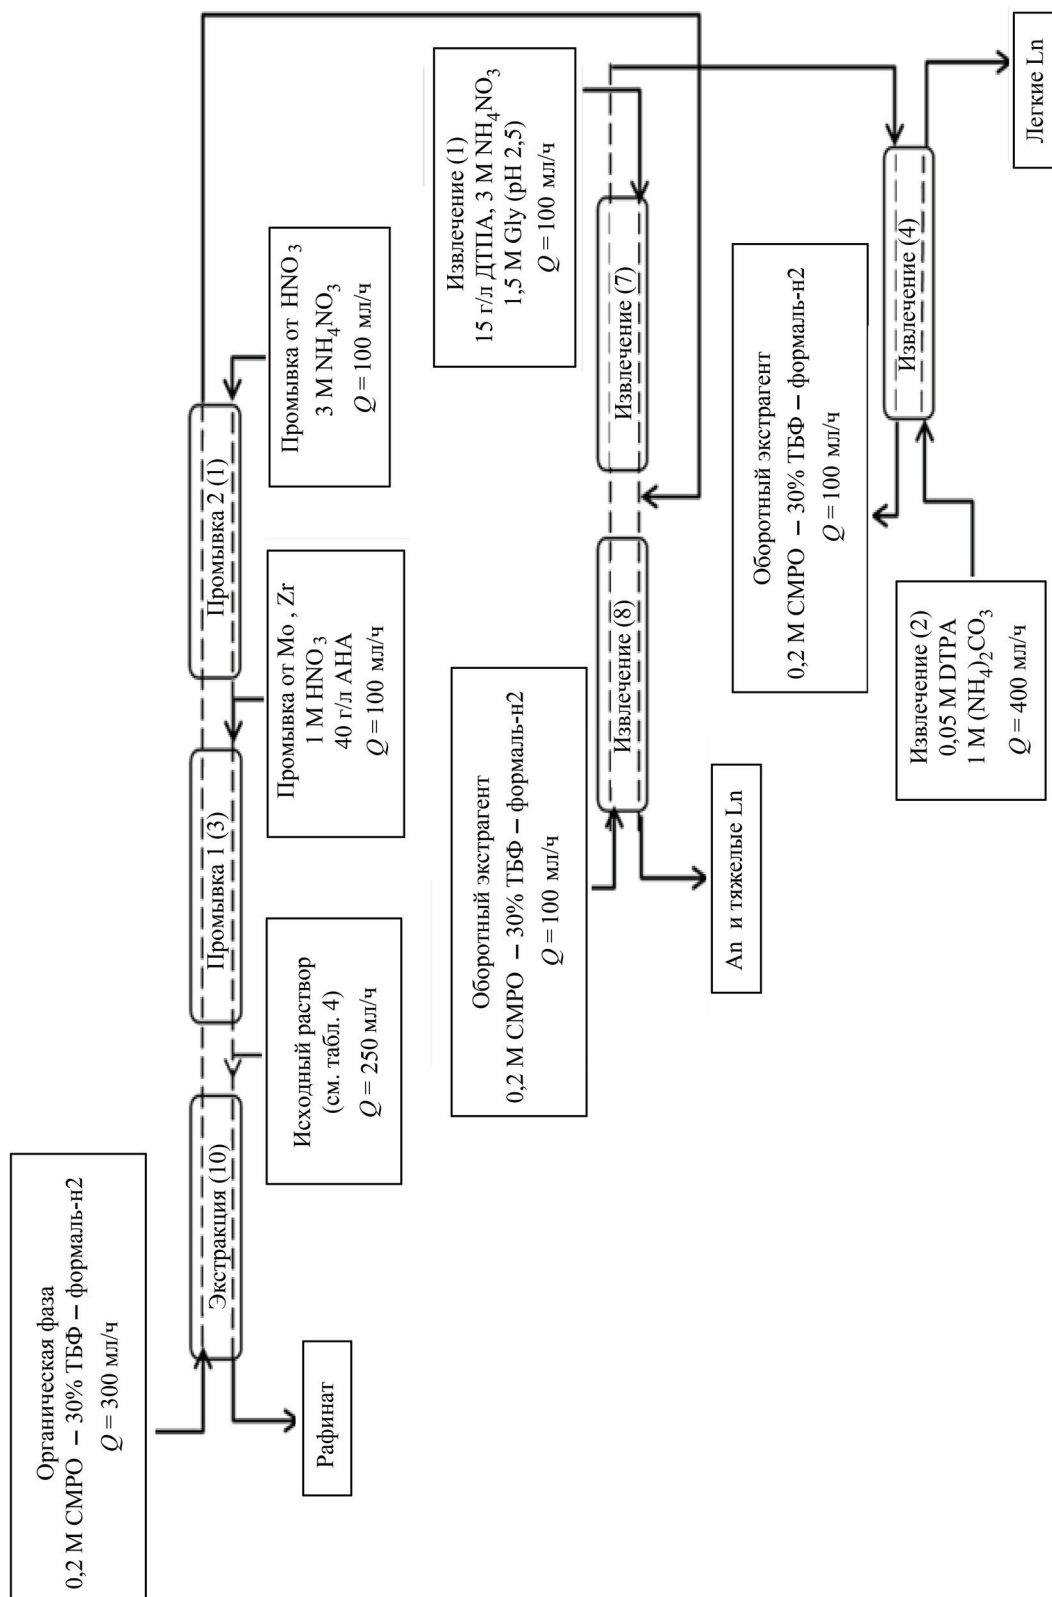 Органическая фаза
0,2 М СМРО – 30% ТБФ – формаль-н2
Q = 300 мл/ч
Экстракция (10)
Рафинат
Исходный раствор
(см. табл. 4)
Q = 250 мл/ч
Промывка 1 (3)
Промывка от Mo, Zr
1 М HNO3
40 г/л АНА
Q = 100 мл/ч
Промывка 2 (1)
Промывка от HNO3
3 М NH4NO3
Q = 100 мл/ч
Оборотный экстрагент
0,2 М СМРО – 30% ТБФ – формаль-н2
Q = 100 мл/ч
Извлечение (8)
An и тяжелые Ln
Извлечение (7)
Извлечение (1)
15 г/л ДТПА, 3 М NH4NO3
1,5 М Gly (pH 2,5)
Q = 100 мл/ч
Оборотный экстрагент
0,2 М СМРО – 30% ТБФ – формаль-н2
Q = 100 мл/ч
Извлечение (4)
Извлечение (2)
0,05 М DTPA
1 М (NH4)2CO3
Q = 400 мл/ч
Легкие Ln